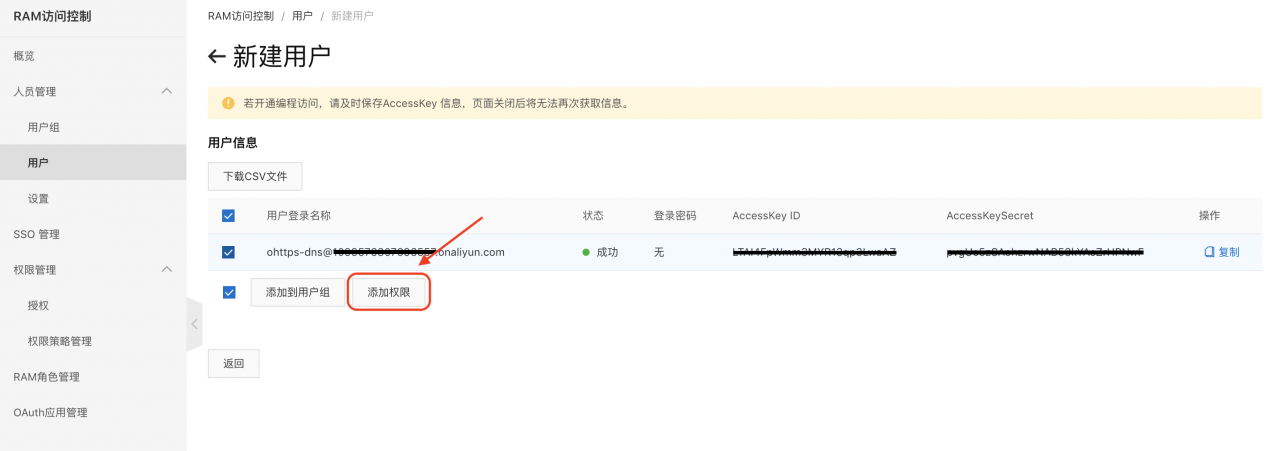 RAM访问控制
概览
人员管理
用户组
用户
设置
SSO 管理
权限管理
授权
权限策略管理
RAM角色管理
OAuth应用管理
RAM访问控制 / 用户 / 新建用户
← 新建用户
若开通编程访问，请及时保存AccessKey 信息，页面关闭后将无法再次获取信息。
用户信息
下载CSV文件
用户登录名称 状态 登录密码 AccessKey ID AccessKeySecret 操作
ohttps-dns@ .onaliyun.com 成功 无 复制
添加到用户组 添加权限
返回